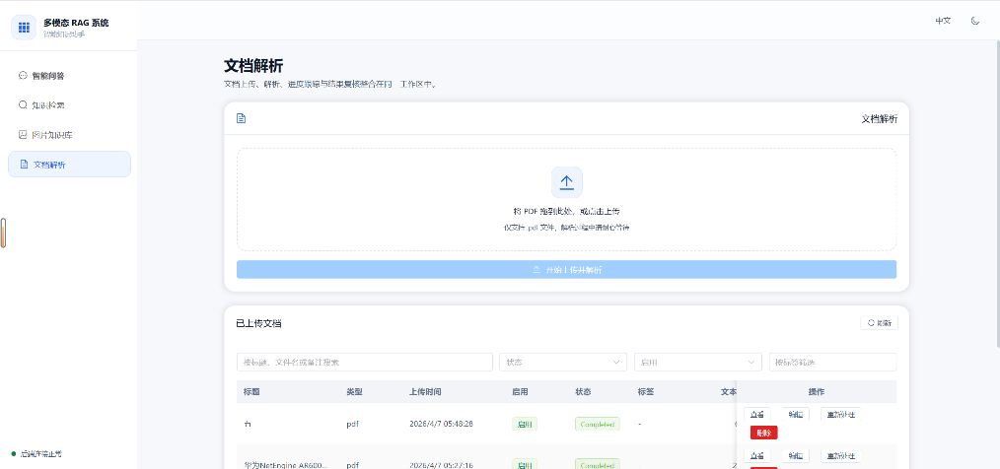 多模态 RAG 系统
智能知识助手
中文
智能问答
知识检索
图片知识库
文档解析
后端连接正常
文档解析
文档上传、解析、进度跟踪与结果复核整合在同一工作区中。
文档解析
将 PDF 拖到此处，或点击上传
仅支持 .pdf 文件，解析过程中请耐心等待
开始上传并解析
已上传文档
刷新
按标题、文件名或备注搜索 状态 启用 按标签筛选
标题 类型 上传时间 启用 状态 标签 文本 操作
pdf 2026/4/7 05:48:28 启用 Completed - 查看 编辑 重新处理
删除
华为NetEngine AR600... pdf 2026/4/7 05:27:16 启用 Completed - 2 查看 编辑 重新处理